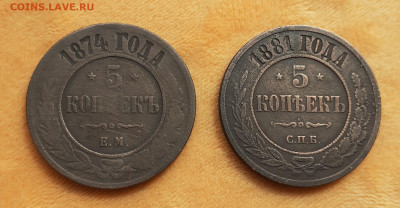 COINS.LAVE.RU
1874 ГОДА
5
КОПѢЕКЪ
Е.М.
1881 ГОДА
5
КОПѢЕКЪ
С.П.Б.